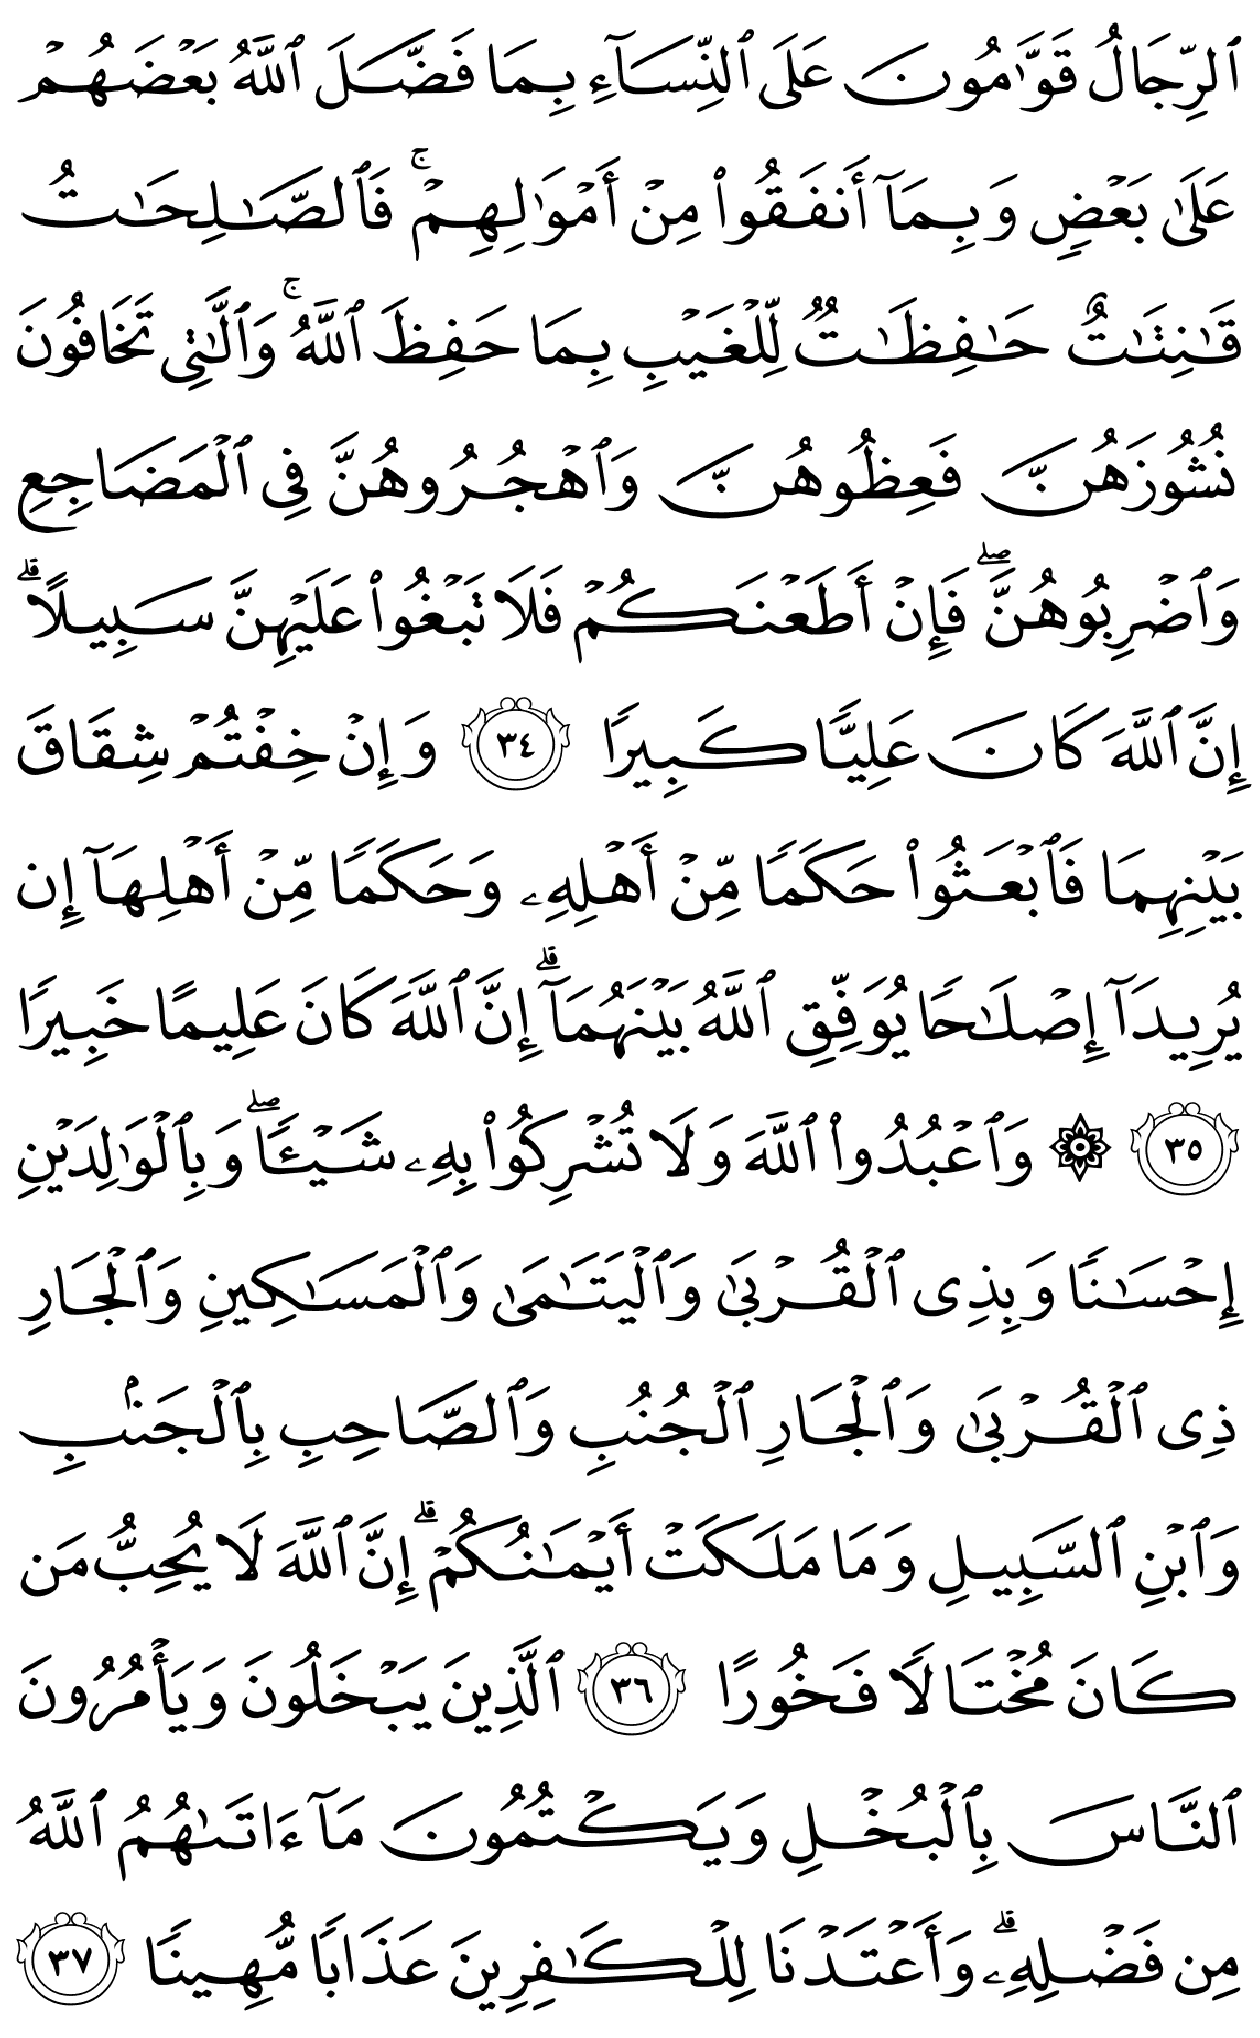 ٱلرِّجَالُ قَوَّٰمُونَ عَلَى ٱلنِّسَآءِ بِمَا فَضَّلَ ٱللَّهُ بَعْضَهُمْ
عَلَىٰ بَعْضٍ وَبِمَآ أَنفَقُوا۟ مِنْ أَمْوَٰلِهِمْ ۚ فَٱلصَّـٰلِحَـٰتُ
قَـٰنِتَـٰتٌ حَـٰفِظَـٰتٌ لِّلْغَيْبِ بِمَا حَفِظَ ٱللَّهُ ۚ وَٱلَّـٰتِى تَخَافُونَ
نُشُوزَهُنَّ فَعِظُوهُنَّ وَٱهْجُرُوهُنَّ فِى ٱلْمَضَاجِعِ
وَٱضْرِبُوهُنَّ ۖ فَإِنْ أَطَعْنَكُمْ فَلَا تَبْغُوا۟ عَلَيْهِنَّ سَبِيلًا ۗ
إِنَّ ٱللَّهَ كَانَ عَلِيًّا كَبِيرًا ٣٤ وَإِنْ خِفْتُمْ شِقَاقَ
بَيْنِهِمَا فَٱبْعَثُوا۟ حَكَمًا مِّنْ أَهْلِهِۦ وَحَكَمًا مِّنْ أَهْلِهَآ إِن
يُرِيدَآ إِصْلَـٰحًا يُوَفِّقِ ٱللَّهُ بَيْنَهُمَآ ۗ إِنَّ ٱللَّهَ كَانَ عَلِيمًا خَبِيرًا
٣٥ ۞ وَٱعْبُدُوا۟ ٱللَّهَ وَلَا تُشْرِكُوا۟ بِهِۦ شَيْـًٔا ۖ وَبِٱلْوَٰلِدَيْنِ
إِحْسَـٰنًا وَبِذِى ٱلْقُرْبَىٰ وَٱلْيَتَـٰمَىٰ وَٱلْمَسَـٰكِينِ وَٱلْجَارِ
ذِى ٱلْقُرْبَىٰ وَٱلْجَارِ ٱلْجُنُبِ وَٱلصَّاحِبِ بِٱلْجَنۢبِ
وَٱبْنِ ٱلسَّبِيلِ وَمَا مَلَكَتْ أَيْمَـٰنُكُمْ ۗ إِنَّ ٱللَّهَ لَا يُحِبُّ مَن
كَانَ مُخْتَالًا فَخُورًا ٣٦ ٱلَّذِينَ يَبْخَلُونَ وَيَأْمُرُونَ
ٱلنَّاسَ بِٱلْبُخْلِ وَيَكْتُمُونَ مَآ ءَاتَىٰهُمُ ٱللَّهُ
مِن فَضْلِهِۦ ۗ وَأَعْتَدْنَا لِلْكَـٰفِرِينَ عَذَابًا مُّهِينًا ٣٧